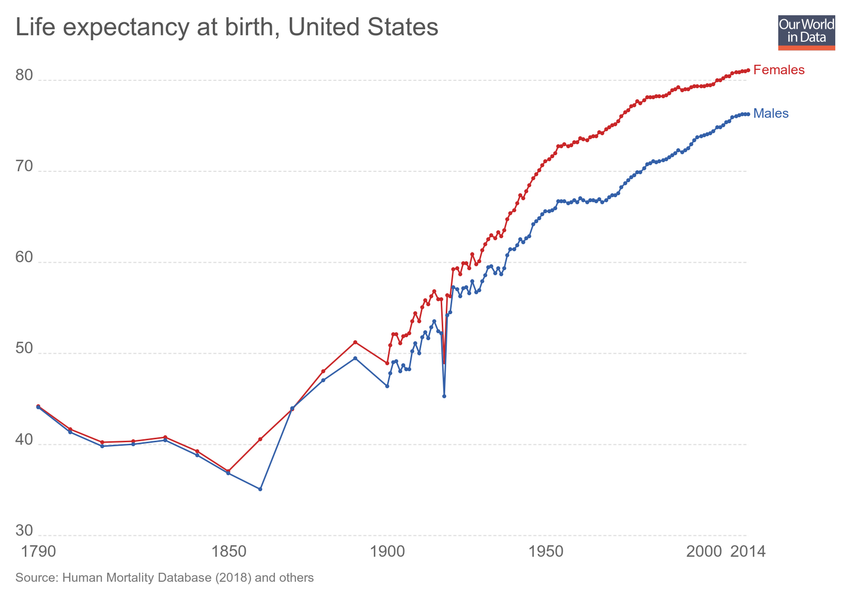 Life expectancy at birth, United States
Our World
in Data
80
Females
Males
70
60
50
40
30
1790 1850 1900 1950 2000 2014
Source: Human Mortality Database (2018) and others